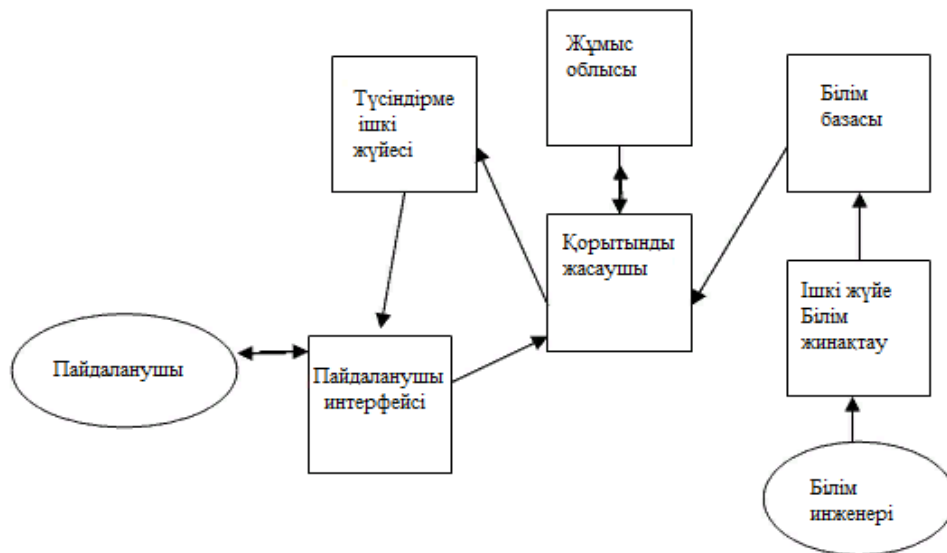 Жұмыс
облысы
Түсіндірме
ішкі
жүйесі
Білім
базасы
Қорытынды
жасаушы
Ішкі жүйе
Білім
жинақтау
Пайдаланушы
Пайдаланушы
интерфейсі
Білім
инженері